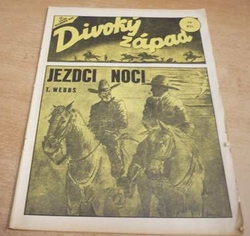 Divoký
západ
JEZDCI NOCI
T. WEBBS